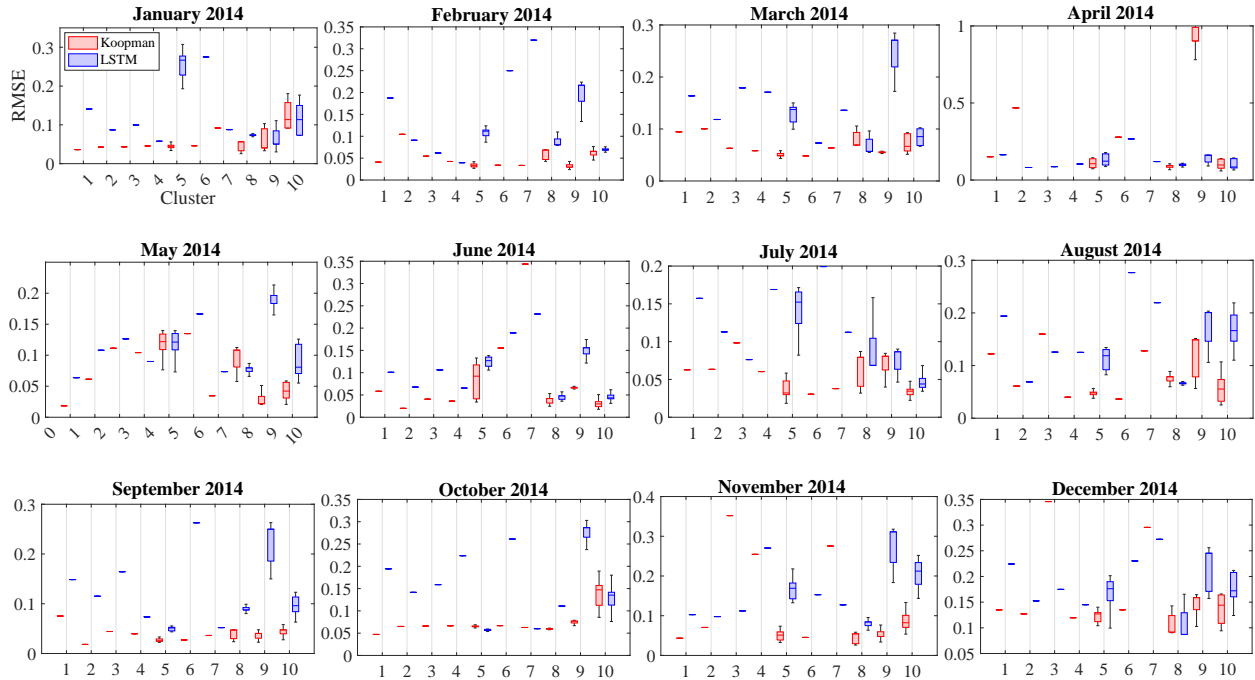 January 2014
0.3
0.2
0.1
0
RMSE
Koopman
LSTM
1 2 3 4 5 6 7 8 9 10
Cluster
February 2014
0.35
0.3
0.25
0.2
0.15
0.1
0.05
0
1 2 3 4 5 6 7 8 9 10
March 2014
0.3
0.2
0.1
0
1 2 3 4 5 6 7 8 9 10
April 2014
1
0.5
0
1 2 3 4 5 6 7 8 9 10
May 2014
0.2
0.15
0.1
0.05
0
0 1 2 3 4 5 6 7 8 9 10
June 2014
0.35
0.3
0.25
0.2
0.15
0.1
0.05
0
1 2 3 4 5 6 7 8 9 10
July 2014
0.2
0.15
0.1
0.05
0
1 2 3 4 5 6 7 8 9 10
August 2014
0.3
0.2
0.1
0
1 2 3 4 5 6 7 8 9 10
September 2014
0.3
0.2
0.1
0
1 2 3 4 5 6 7 8 9 10
October 2014
0.35
0.3
0.25
0.2
0.15
0.1
0.05
0
1 2 3 4 5 6 7 8 9 10
November 2014
0.4
0.3
0.2
0.1
0
1 2 3 4 5 6 7 8 9 10
December 2014
0.35
0.3
0.25
0.2
0.15
0.1
0.05
1 2 3 4 5 6 7 8 9 10